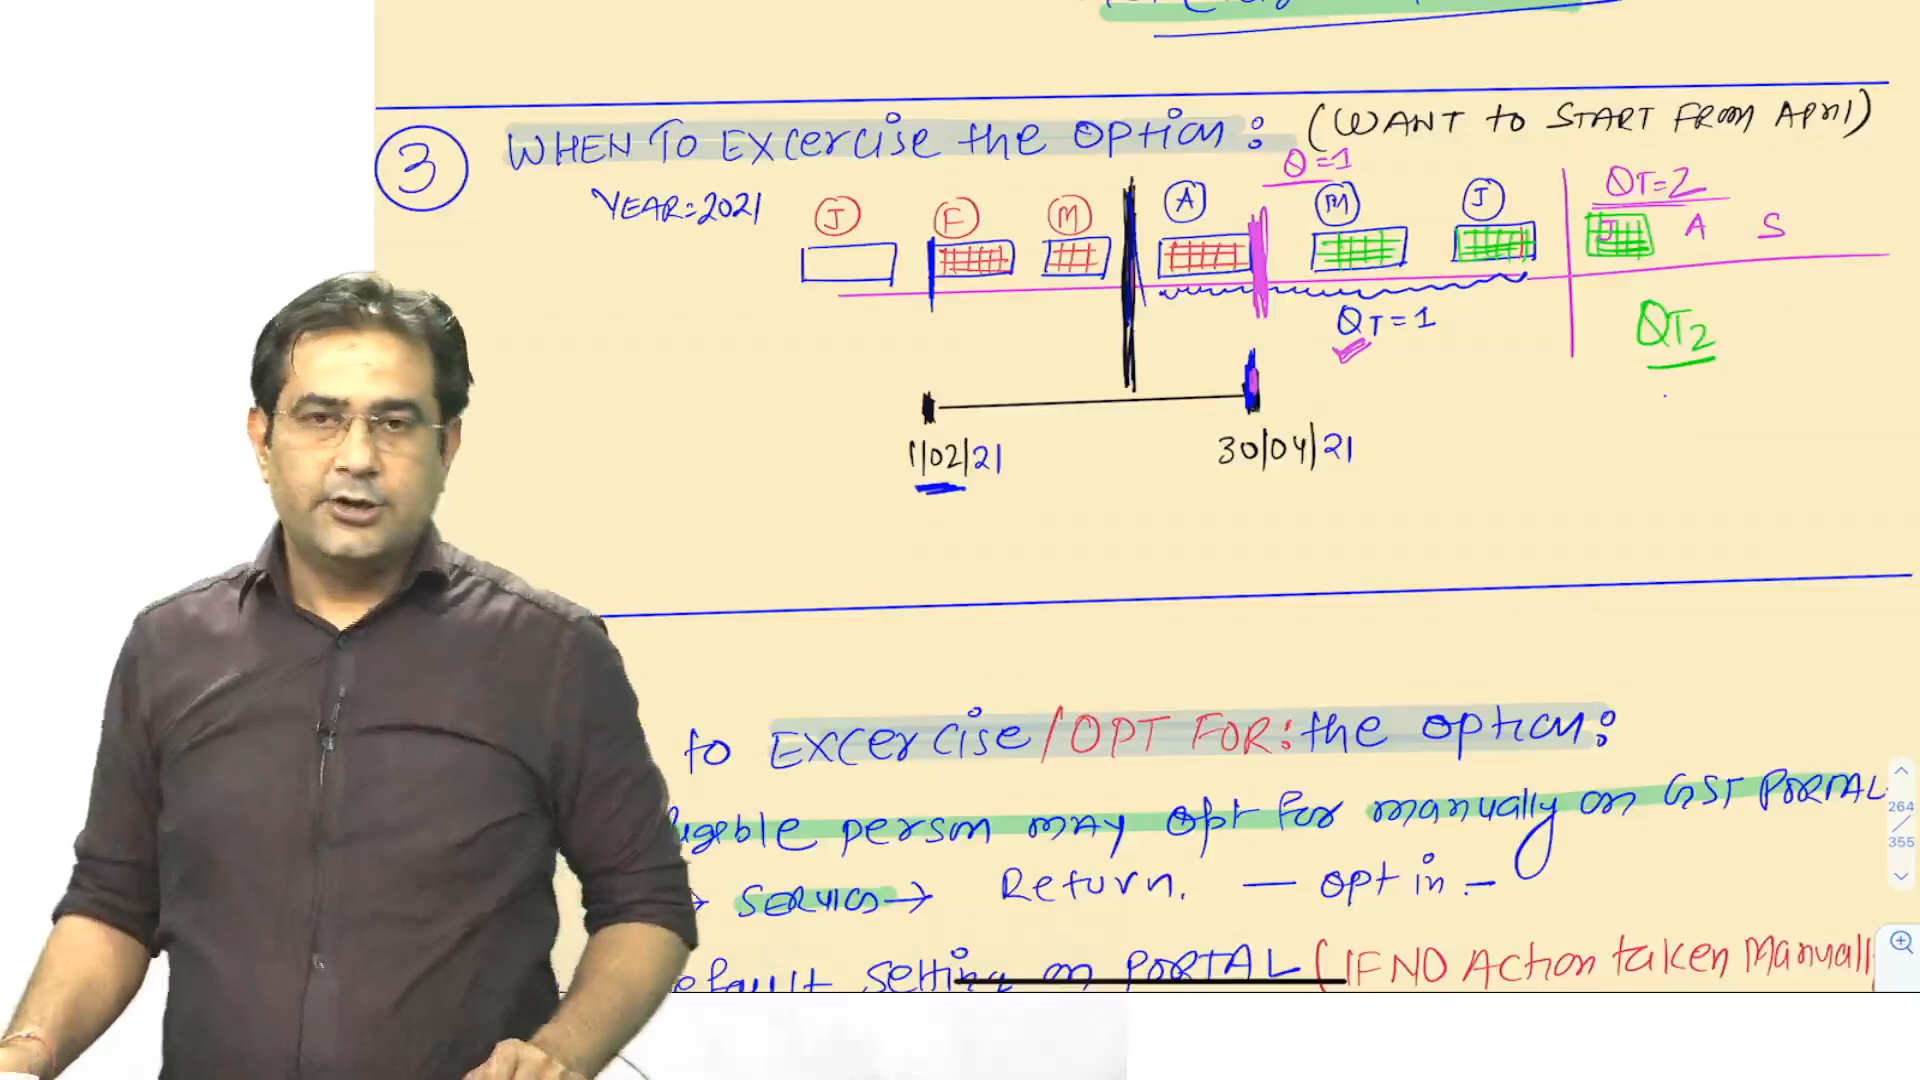 3 WHEN TO EXCercise the option: (WANT to START FROM APril)
YEAR=2021
Q=1
QT=2
J F M A M J J A S
QT=1
QT2
1/02/21 30/04/21
to EXCercise/OPT FOR: the option:
person MAY opt for manually on GST PORTAL
→ SERVICS → Return. — opt in. —
Setting on PORTAL (IF NO Action taken Manuall
264
/
355